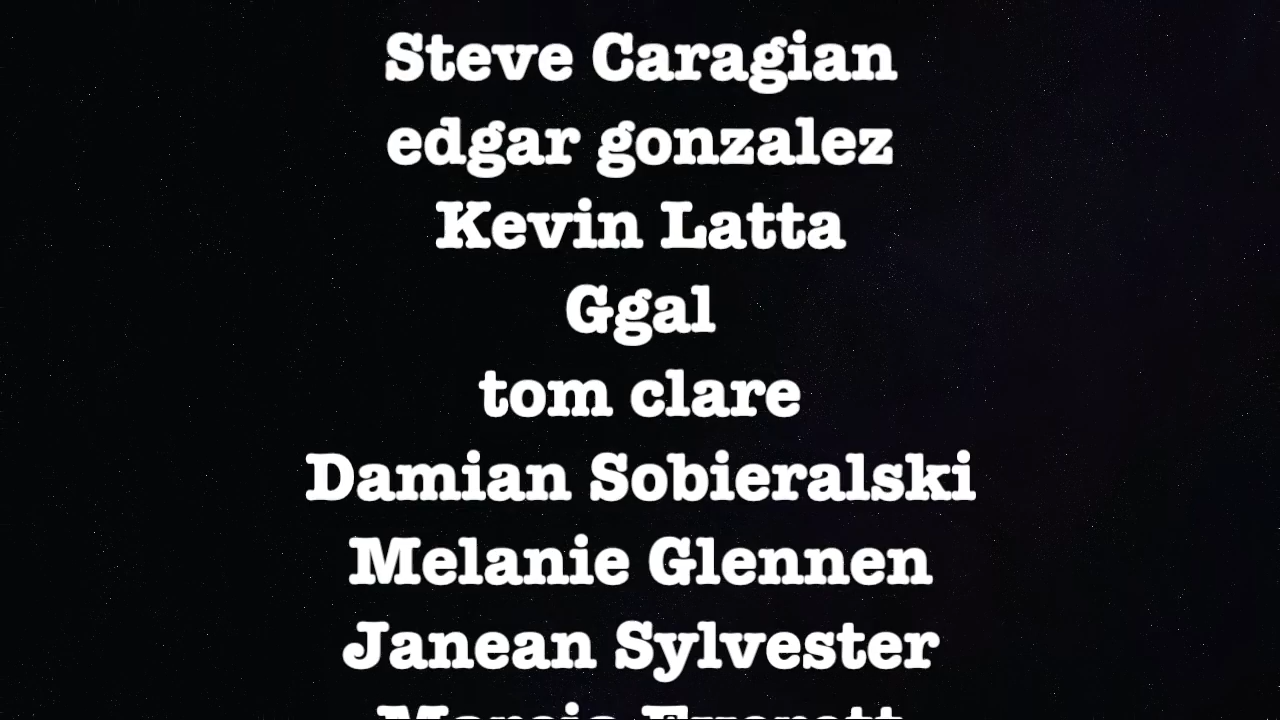 Steve Caragian
edgar gonzalez
Kevin Latta
Ggal
tom clare
Damian Sobieralski
Melanie Glennen
Janean Sylvester